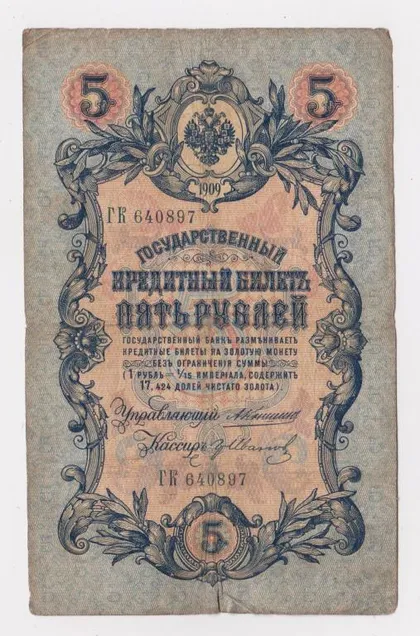 5 5
1909
ГК 640897
ГОСУДАРСТВЕННЫЙ
КРЕДИТНЫЙ БИЛЕТЪ
ПЯТЬ РУБЛЕЙ
ГОСУДАРСТВЕННЫЙ БАНКЪ РАЗМѢНИВАЕТЪ
КРЕДИТНЫЕ БИЛЕТЫ НА ЗОЛОТУЮ МОНЕТУ
БЕЗЪ ОГРАНИЧЕНІЯ СУММЫ
(1 РУБЛЬ = 1/15 ИМПЕРІАЛА, СОДЕРЖИТЪ
17,424 ДОЛЕЙ ЧИСТАГО ЗОЛОТА).
Управляющій
Кассиръ
ГК 640897
5